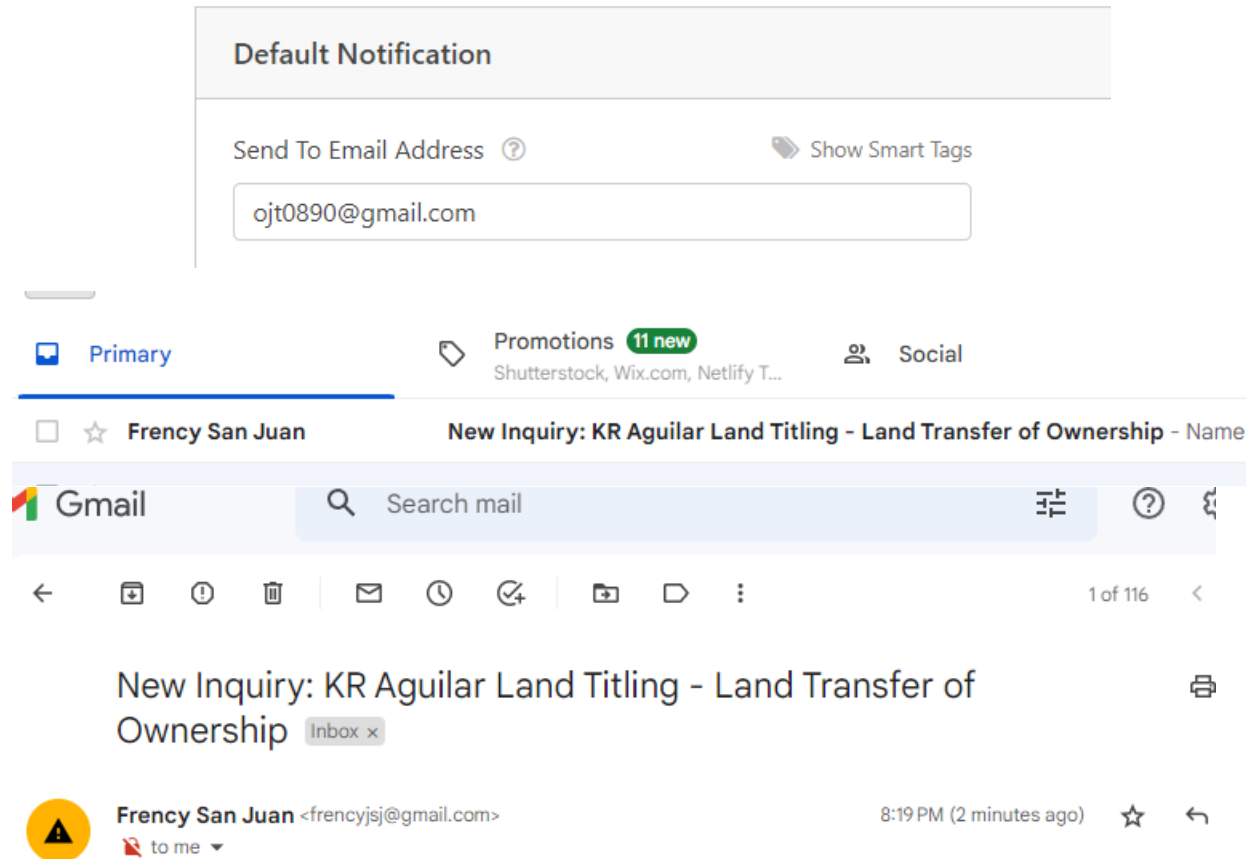 Default Notification
Send To Email Address
Show Smart Tags
ojt0890@gmail.com
Primary
Promotions 11 new
Shutterstock, Wix.com, Netlify T...
Social
Frency San Juan New Inquiry: KR Aguilar Land Titling - Land Transfer of Ownership - Name
Gmail
Search mail
1 of 116
New Inquiry: KR Aguilar Land Titling - Land Transfer of
Ownership Inbox x
Frency San Juan <frencyjsj@gmail.com> 8:19 PM (2 minutes ago)
to me